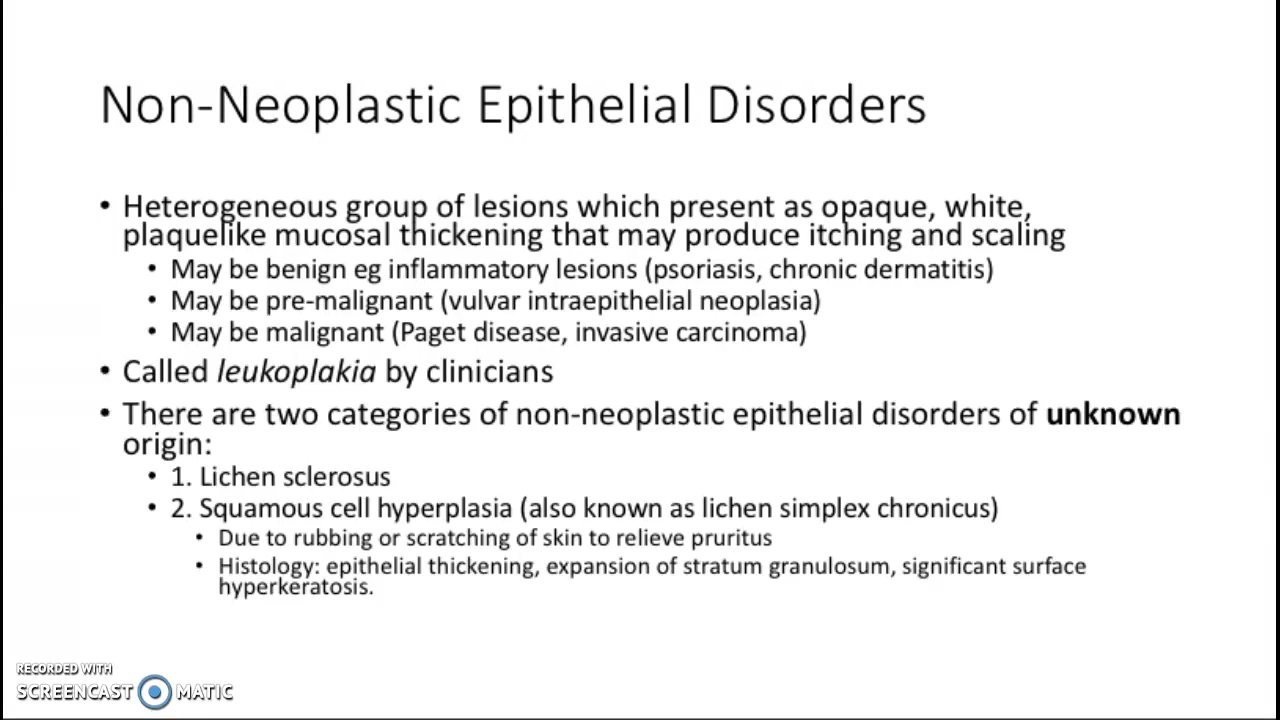 Non-Neoplastic Epithelial Disorders
• Heterogeneous group of lesions which present as opaque, white,
plaquelike mucosal thickening that may produce itching and scaling
• May be benign eg inflammatory lesions (psoriasis, chronic dermatitis)
• May be pre-malignant (vulvar intraepithelial neoplasia)
• May be malignant (Paget disease, invasive carcinoma)
• Called leukoplakia by clinicians
• There are two categories of non-neoplastic epithelial disorders of unknown
origin:
• 1. Lichen sclerosus
• 2. Squamous cell hyperplasia (also known as lichen simplex chronicus)
• Due to rubbing or scratching of skin to relieve pruritus
• Histology: epithelial thickening, expansion of stratum granulosum, significant surface
hyperkeratosis.
RECORDED WITH
SCREENCAST MATIC